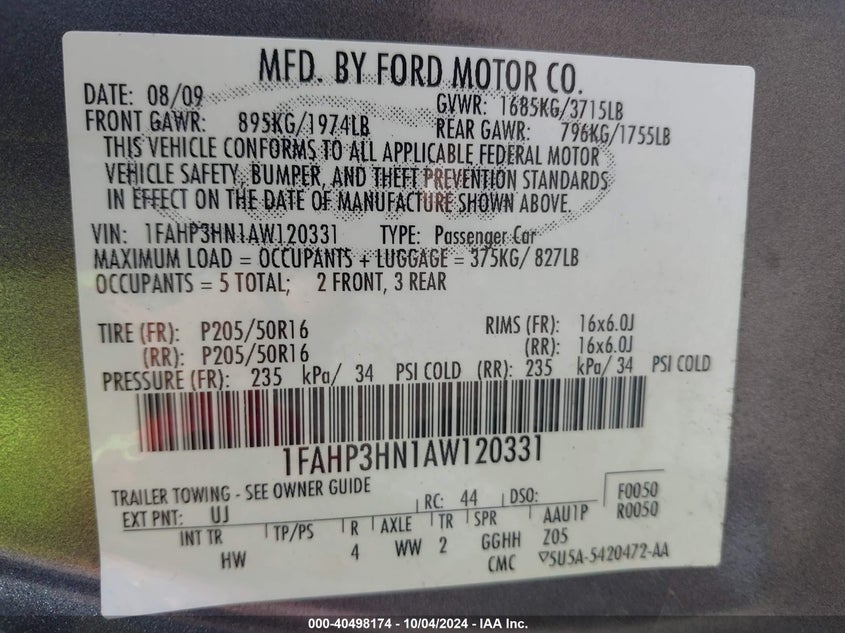 MFD. BY FORD MOTOR CO.
DATE: 08/09 GVWR: 1685KG/3715LB
FRONT GAWR: 895KG/1974LB REAR GAWR: 796KG/1755LB
THIS VEHICLE CONFORMS TO ALL APPLICABLE FEDERAL MOTOR
VEHICLE SAFETY, BUMPER, AND THEFT PREVENTION STANDARDS
IN EFFECT ON THE DATE OF MANUFACTURE SHOWN ABOVE.
VIN: 1FAHP3HN1AW120331 TYPE: Passenger Car
MAXIMUM LOAD = OCCUPANTS + LUGGAGE = 375KG/ 827LB
OCCUPANTS = 5 TOTAL; 2 FRONT, 3 REAR
TIRE (FR): P205/50R16 RIMS (FR): 16x6.0J
(RR): P205/50R16 (RR): 16x6.0J
PRESSURE (FR): 235 kPa/ 34 PSI COLD (RR): 235 kPa/ 34 PSI COLD
1FAHP3HN1AW120331
TRAILER TOWING - SEE OWNER GUIDE
EXT PNT: UJ RC: 44 DSO: F0050
R0050
INT TR TP/PS R AXLE TR SPR AAU1P
HW 4 WW 2 GGHH Z05
CMC ▽5U5A-5420472-AA
000-40498174 - 10/04/2024 - IAA Inc.